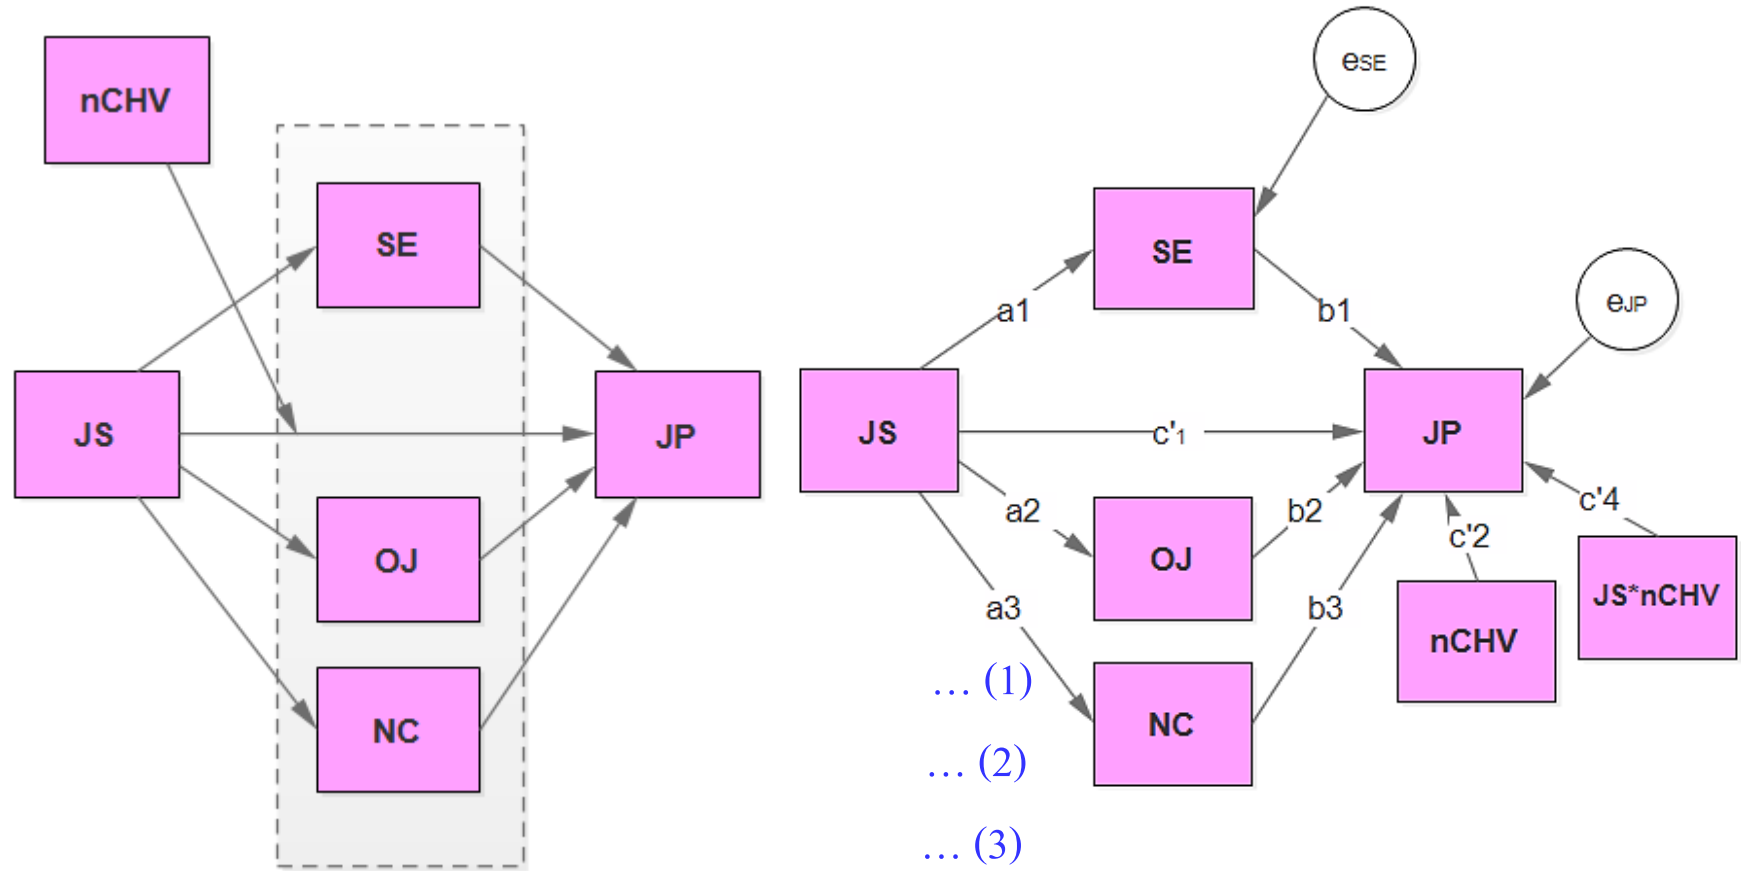 nCHV
SE
JS
JP
OJ
NC
eSE
SE
eJP
a1
b1
JS
c'1
JP
a2
b2
c'4
OJ
c'2
JS*nCHV
a3
b3
nCHV
… (1)
NC
… (2)
… (3)